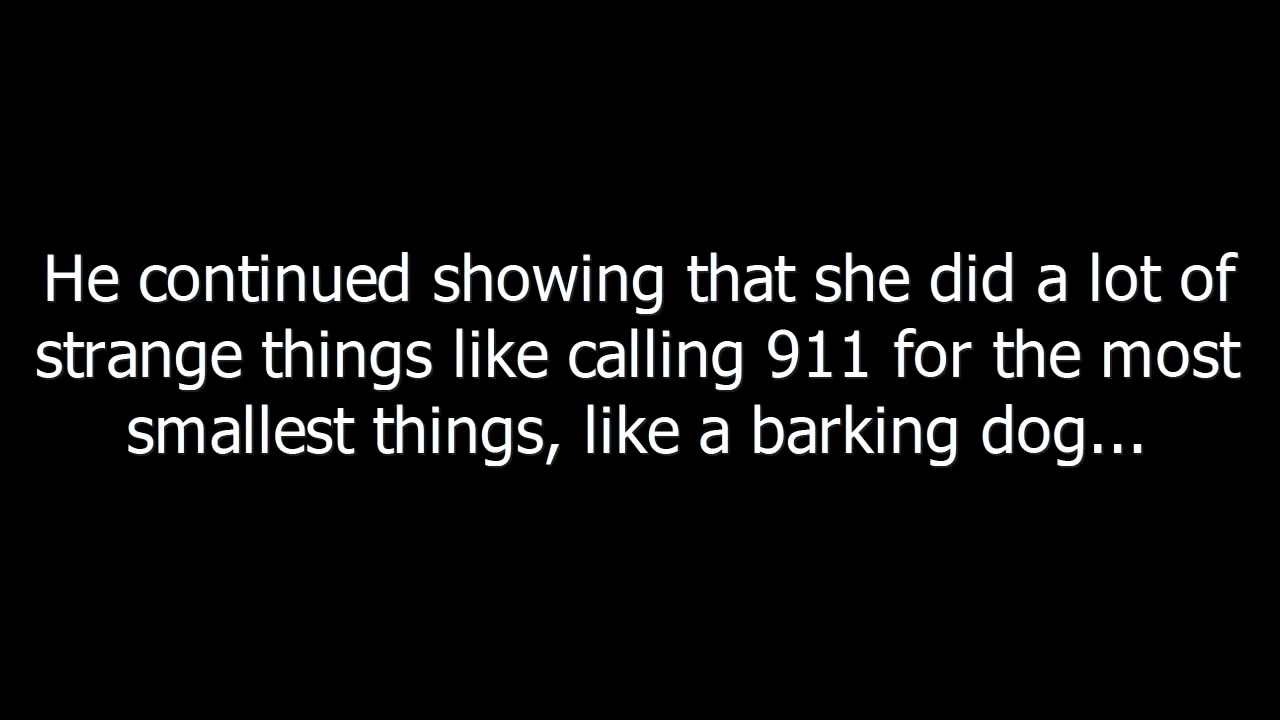 He continued showing that she did a lot of
strange things like calling 911 for the most
smallest things, like a barking dog...